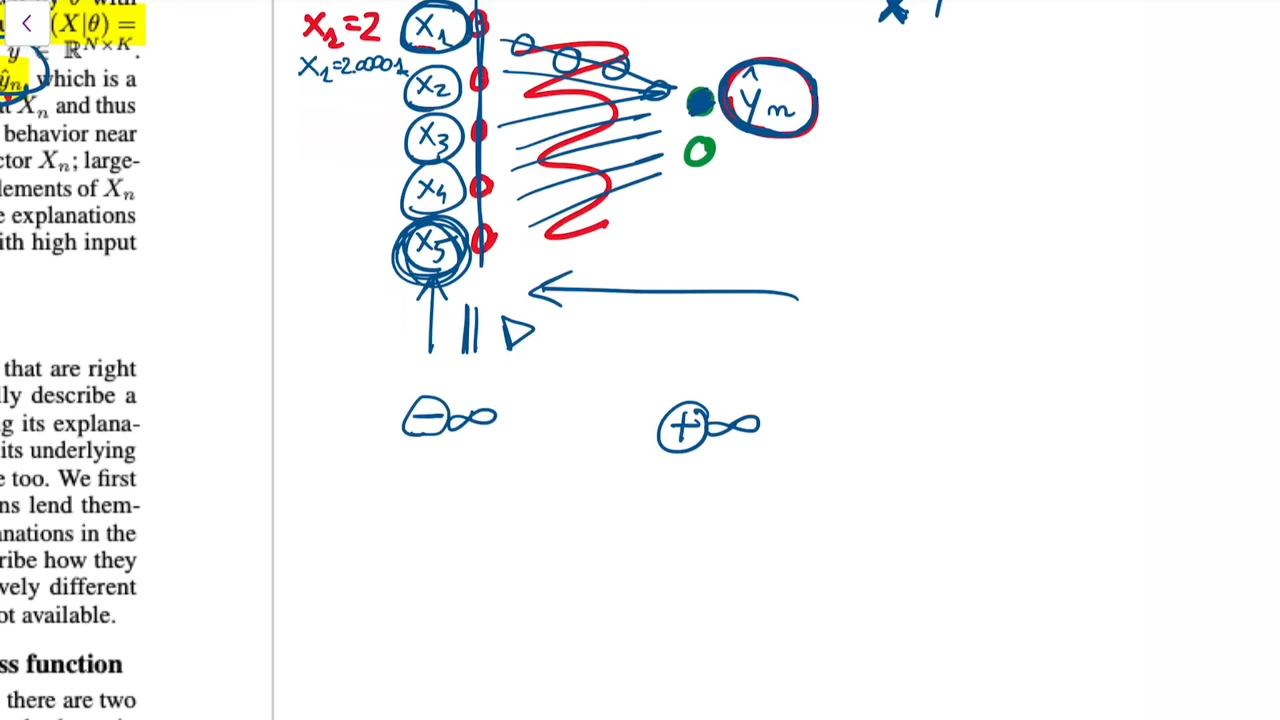 (X|θ) =
y ∈ ℝᴺˣᴷ.
ŷn, which is a
at Xn and thus
behavior near
ctor Xn; large-
lements of Xn
e explanations
ith high input
that are right
lly describe a
g its explana-
its underlying
e too. We first
ns lend them-
anations in the
ribe how they
vely different
ot available.
ss function
there are two
X₁=2
X₁=2.00001
X₁
X₂
X₃
X₄
X₅
ŷn
-∞
+∞